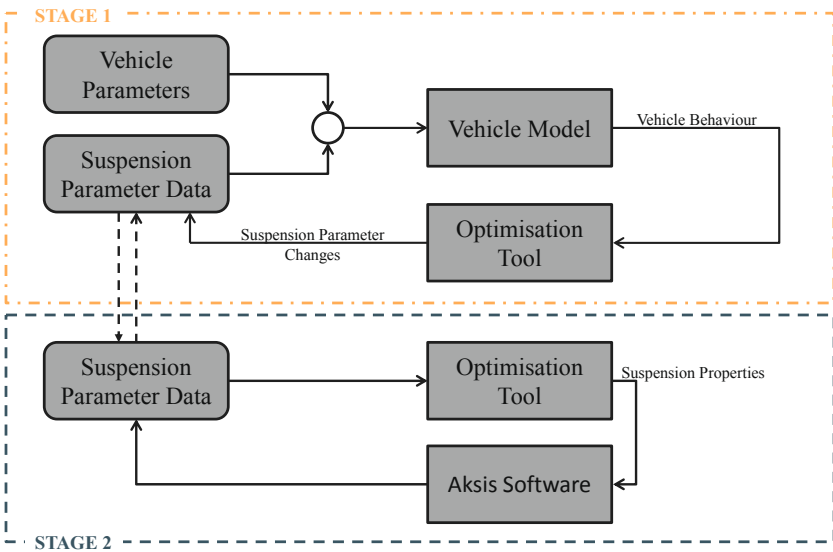 STAGE 1
Vehicle
Parameters
Vehicle Model
Vehicle Behaviour
Suspension
Parameter Data
Suspension Parameter
Changes
Optimisation
Tool
Suspension
Parameter Data
Optimisation
Tool
Suspension Properties
Aksis Software
STAGE 2